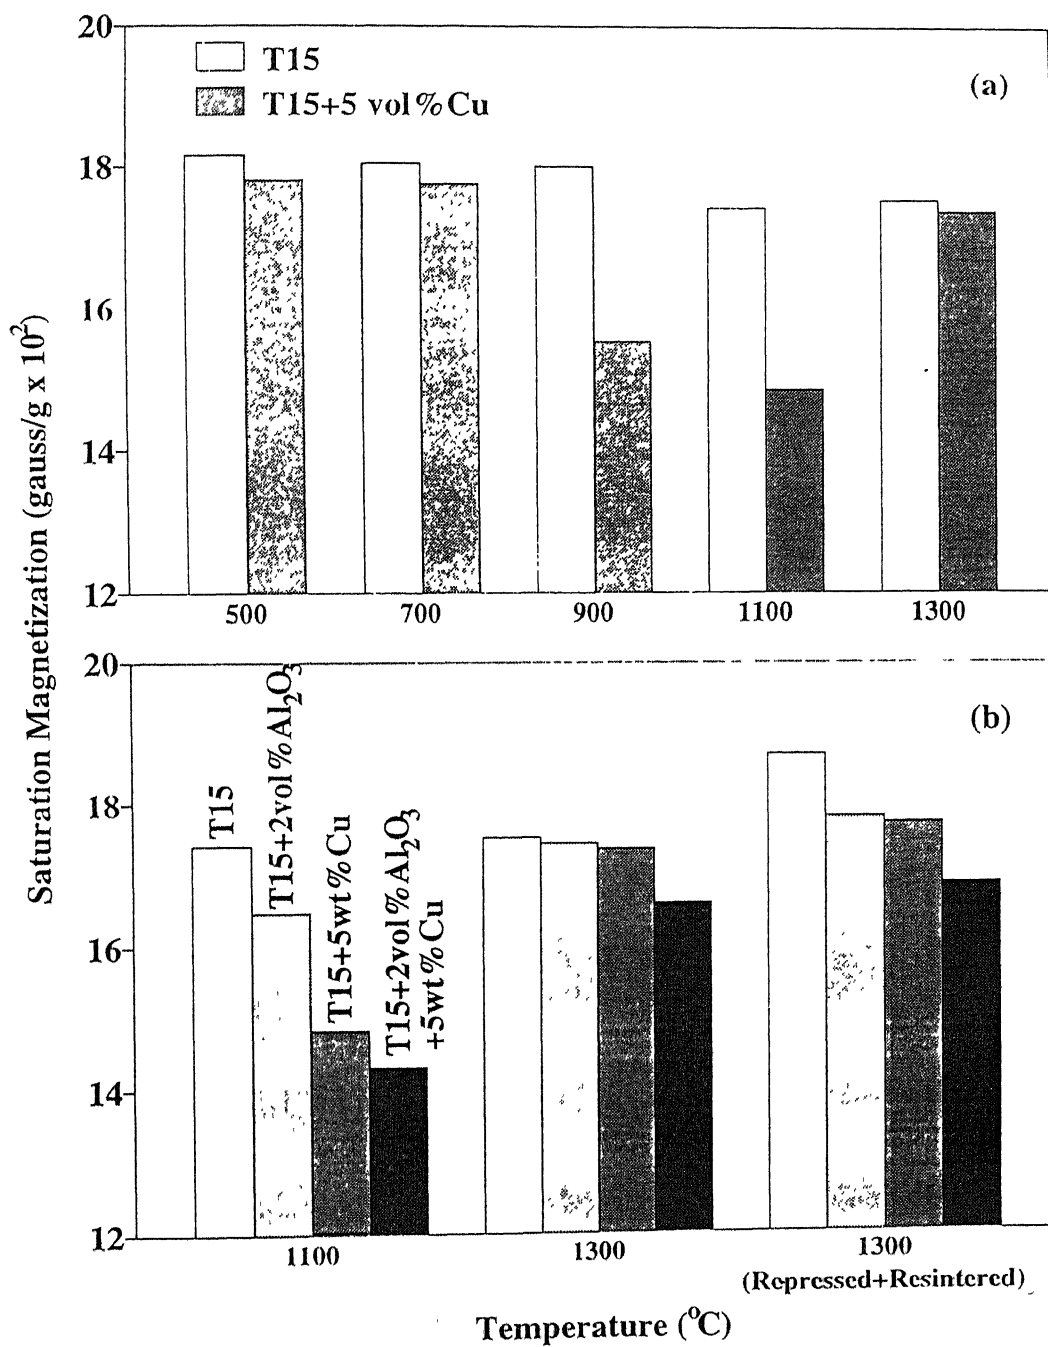 20
T15
T15+5 vol%Cu
(a)
18
16
14
12
500 700 900 1100 1300
Saturation Magnetization (gauss/g x 10²)
20
(b)
18
16
14
12
T15
T15+2vol%Al₂O₃
T15+5wt%Cu
T15+2vol%Al₂O₃
+5wt%Cu
1100 1300 1300
(Repressed+Resintered)
Temperature (°C)